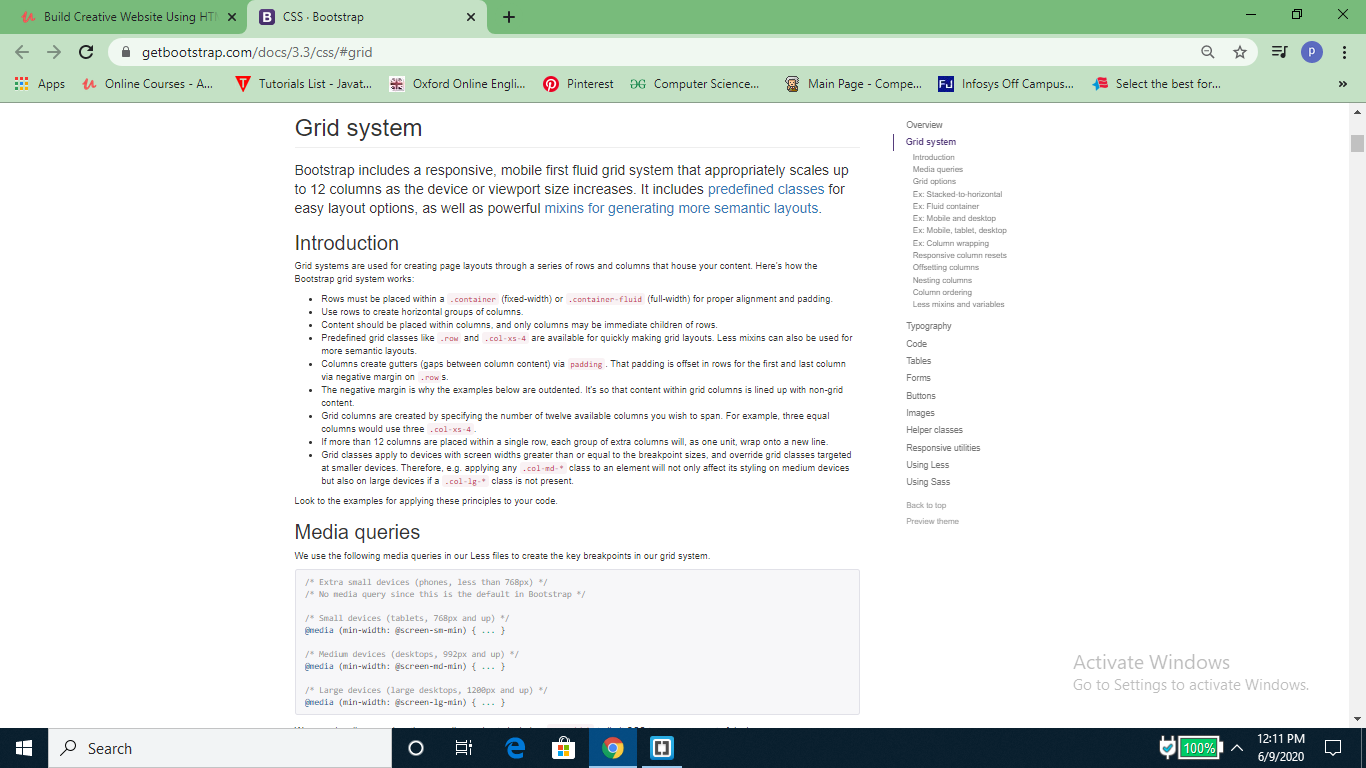 Build Creative Website Using HT
CSS · Bootstrap
getbootstrap.com/docs/3.3/css/#grid
p
Apps
Online Courses - A...
Tutorials List - Javat...
Oxford Online Engli...
Pinterest
Computer Science...
Main Page - Compe...
FJ
Infosys Off Campus...
Select the best for...
»
Grid system
Bootstrap includes a responsive, mobile first fluid grid system that appropriately scales up
to 12 columns as the device or viewport size increases. It includes predefined classes for
easy layout options, as well as powerful mixins for generating more semantic layouts.
Introduction
Grid systems are used for creating page layouts through a series of rows and columns that house your content. Here's how the
Bootstrap grid system works:
• Rows must be placed within a .container (fixed-width) or .container-fluid (full-width) for proper alignment and padding.
• Use rows to create horizontal groups of columns.
• Content should be placed within columns, and only columns may be immediate children of rows.
• Predefined grid classes like .row and .col-xs-4 are available for quickly making grid layouts. Less mixins can also be used for
more semantic layouts.
• Columns create gutters (gaps between column content) via padding. That padding is offset in rows for the first and last column
via negative margin on .row s.
• The negative margin is why the examples below are outdented. It's so that content within grid columns is lined up with non-grid
content.
• Grid columns are created by specifying the number of twelve available columns you wish to span. For example, three equal
columns would use three .col-xs-4.
• If more than 12 columns are placed within a single row, each group of extra columns will, as one unit, wrap onto a new line.
• Grid classes apply to devices with screen widths greater than or equal to the breakpoint sizes, and override grid classes targeted
at smaller devices. Therefore, e.g. applying any .col-md-* class to an element will not only affect its styling on medium devices
but also on large devices if a .col-lg-* class is not present.
Look to the examples for applying these principles to your code.
Media queries
We use the following media queries in our Less files to create the key breakpoints in our grid system.
/* Extra small devices (phones, less than 768px) */
/* No media query since this is the default in Bootstrap */
/* Small devices (tablets, 768px and up) */
@media (min-width: @screen-sm-min) { ... }
/* Medium devices (desktops, 992px and up) */
@media (min-width: @screen-md-min) { ... }
/* Large devices (large desktops, 1200px and up) */
@media (min-width: @screen-lg-min) { ... }
Overview
Grid system
Introduction
Media queries
Grid options
Ex: Stacked-to-horizontal
Ex: Fluid container
Ex: Mobile and desktop
Ex: Mobile, tablet, desktop
Ex: Column wrapping
Responsive column resets
Offsetting columns
Nesting columns
Column ordering
Less mixins and variables
Typography
Code
Tables
Forms
Buttons
Images
Helper classes
Responsive utilities
Using Less
Using Sass
Back to top
Preview theme
Activate Windows
Go to Settings to activate Windows.
Search
100%
12:11 PM
6/9/2020